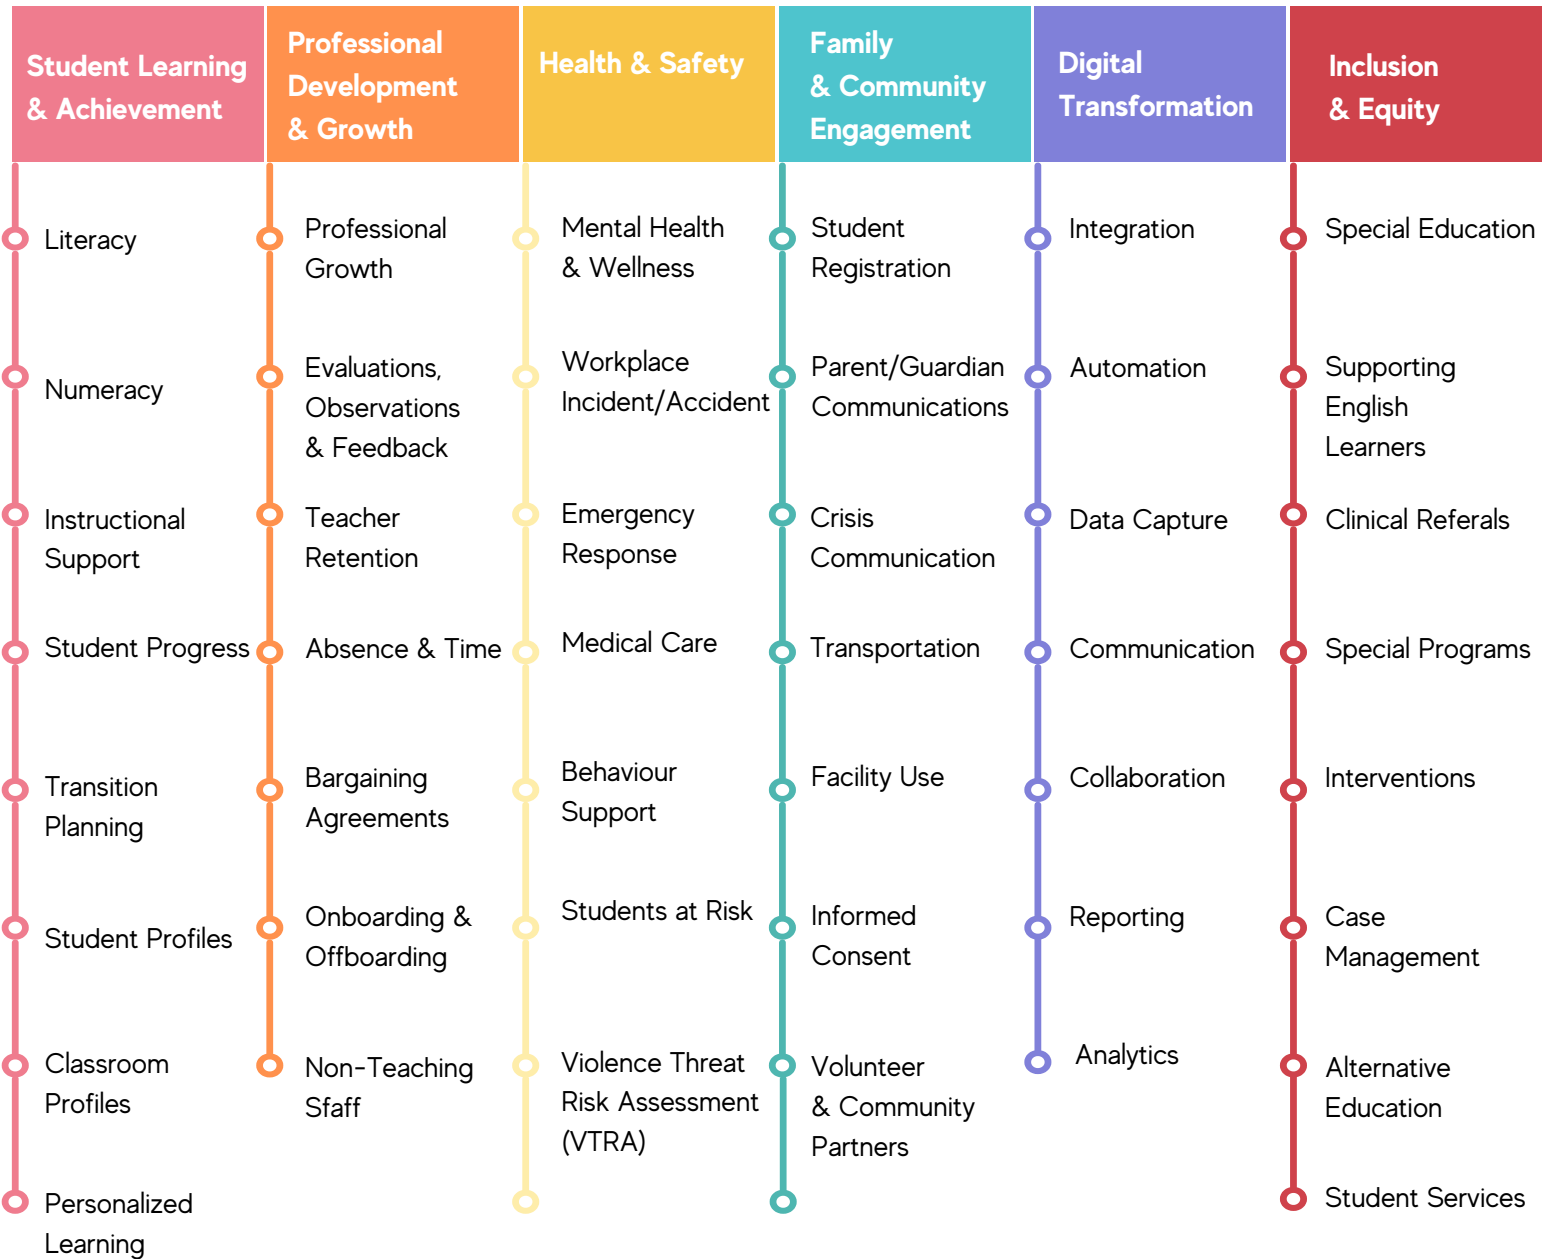 Student Learning
& Achievement
Literacy
Numeracy
Instructional
Support
Student Progress
Transition
Planning
Student Profiles
Classroom
Profiles
Personalized
Learning
Professional
Development
& Growth
Professional
Growth
Evaluations,
Observations
& Feedback
Teacher
Retention
Absence & Time
Bargaining
Agreements
Onboarding &
Offboarding
Non-Teaching
Sfaff
Health & Safety
Mental Health
& Wellness
Workplace
Incident/Accident
Emergency
Response
Medical Care
Behaviour
Support
Students at Risk
Violence Threat
Risk Assessment
(VTRA)
Family
& Community
Engagement
Student
Registration
Parent/Guardian
Communications
Crisis
Communication
Transportation
Facility Use
Informed
Consent
Volunteer
& Community
Partners
Digital
Transformation
Integration
Automation
Data Capture
Communication
Collaboration
Reporting
Analytics
Inclusion
& Equity
Special Education
Supporting
English
Learners
Clinical Referals
Special Programs
Interventions
Case
Management
Alternative
Education
Student Services